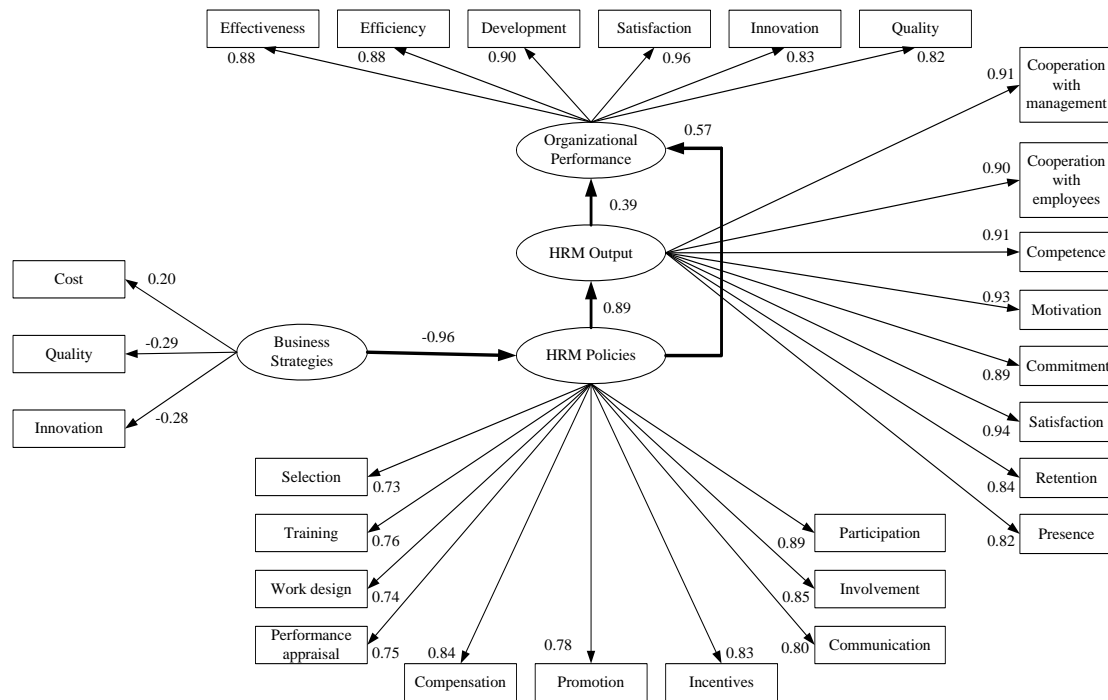 Effectiveness
Efficiency
Development
Satisfaction
Innovation
Quality
0.88
0.88
0.90
0.96
0.83
0.82
Cooperation
with
management
0.91
Organizational
Performance
0.57
Cooperation
with
employees
0.90
0.39
HRM Output
Competence
0.91
Cost
0.20
Motivation
0.93
0.89
Quality
-0.29
Business
Strategies
-0.96
HRM Policies
Commitment
0.89
Innovation
-0.28
Satisfaction
0.94
Selection
0.73
Retention
0.84
Training
0.76
Participation
0.89
Presence
0.82
Work design
0.74
Involvement
0.85
Performance
appraisal
0.75
Communication
0.80
0.84
0.78
0.83
Compensation
Promotion
Incentives